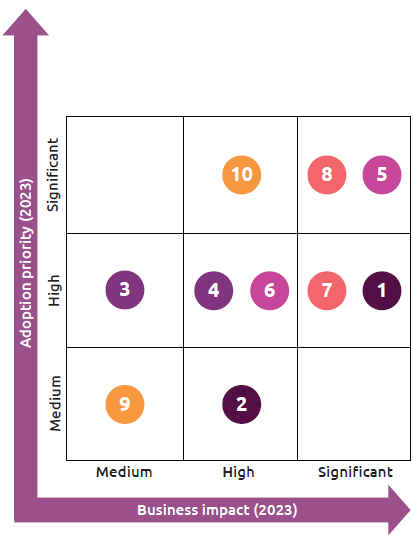 Adoption priority (2023)
Significant
10
8
5
High
3
4
6
7
1
Medium
9
2
Medium
High
Significant
Business impact (2023)